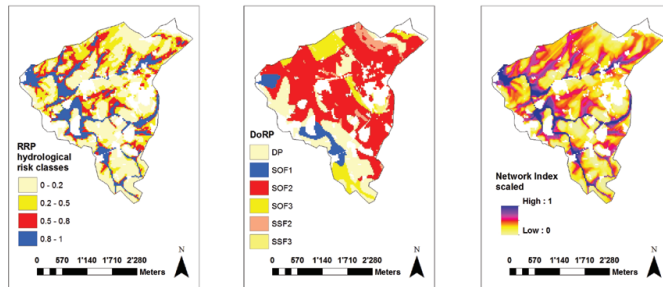 RRP
hydrological
risk classes
0 - 0.2
0.2 - 0.5
0.5 - 0.8
0.8 - 1
N
0 570 1'140 1'710 2'280
Meters
DoRP
DP
SOF1
SOF2
SOF3
SSF2
SSF3
N
0 570 1'140 1'710 2'280
Meters
Network Index
scaled
High : 1
Low : 0
N
0 570 1'140 1'710 2'280
Meters